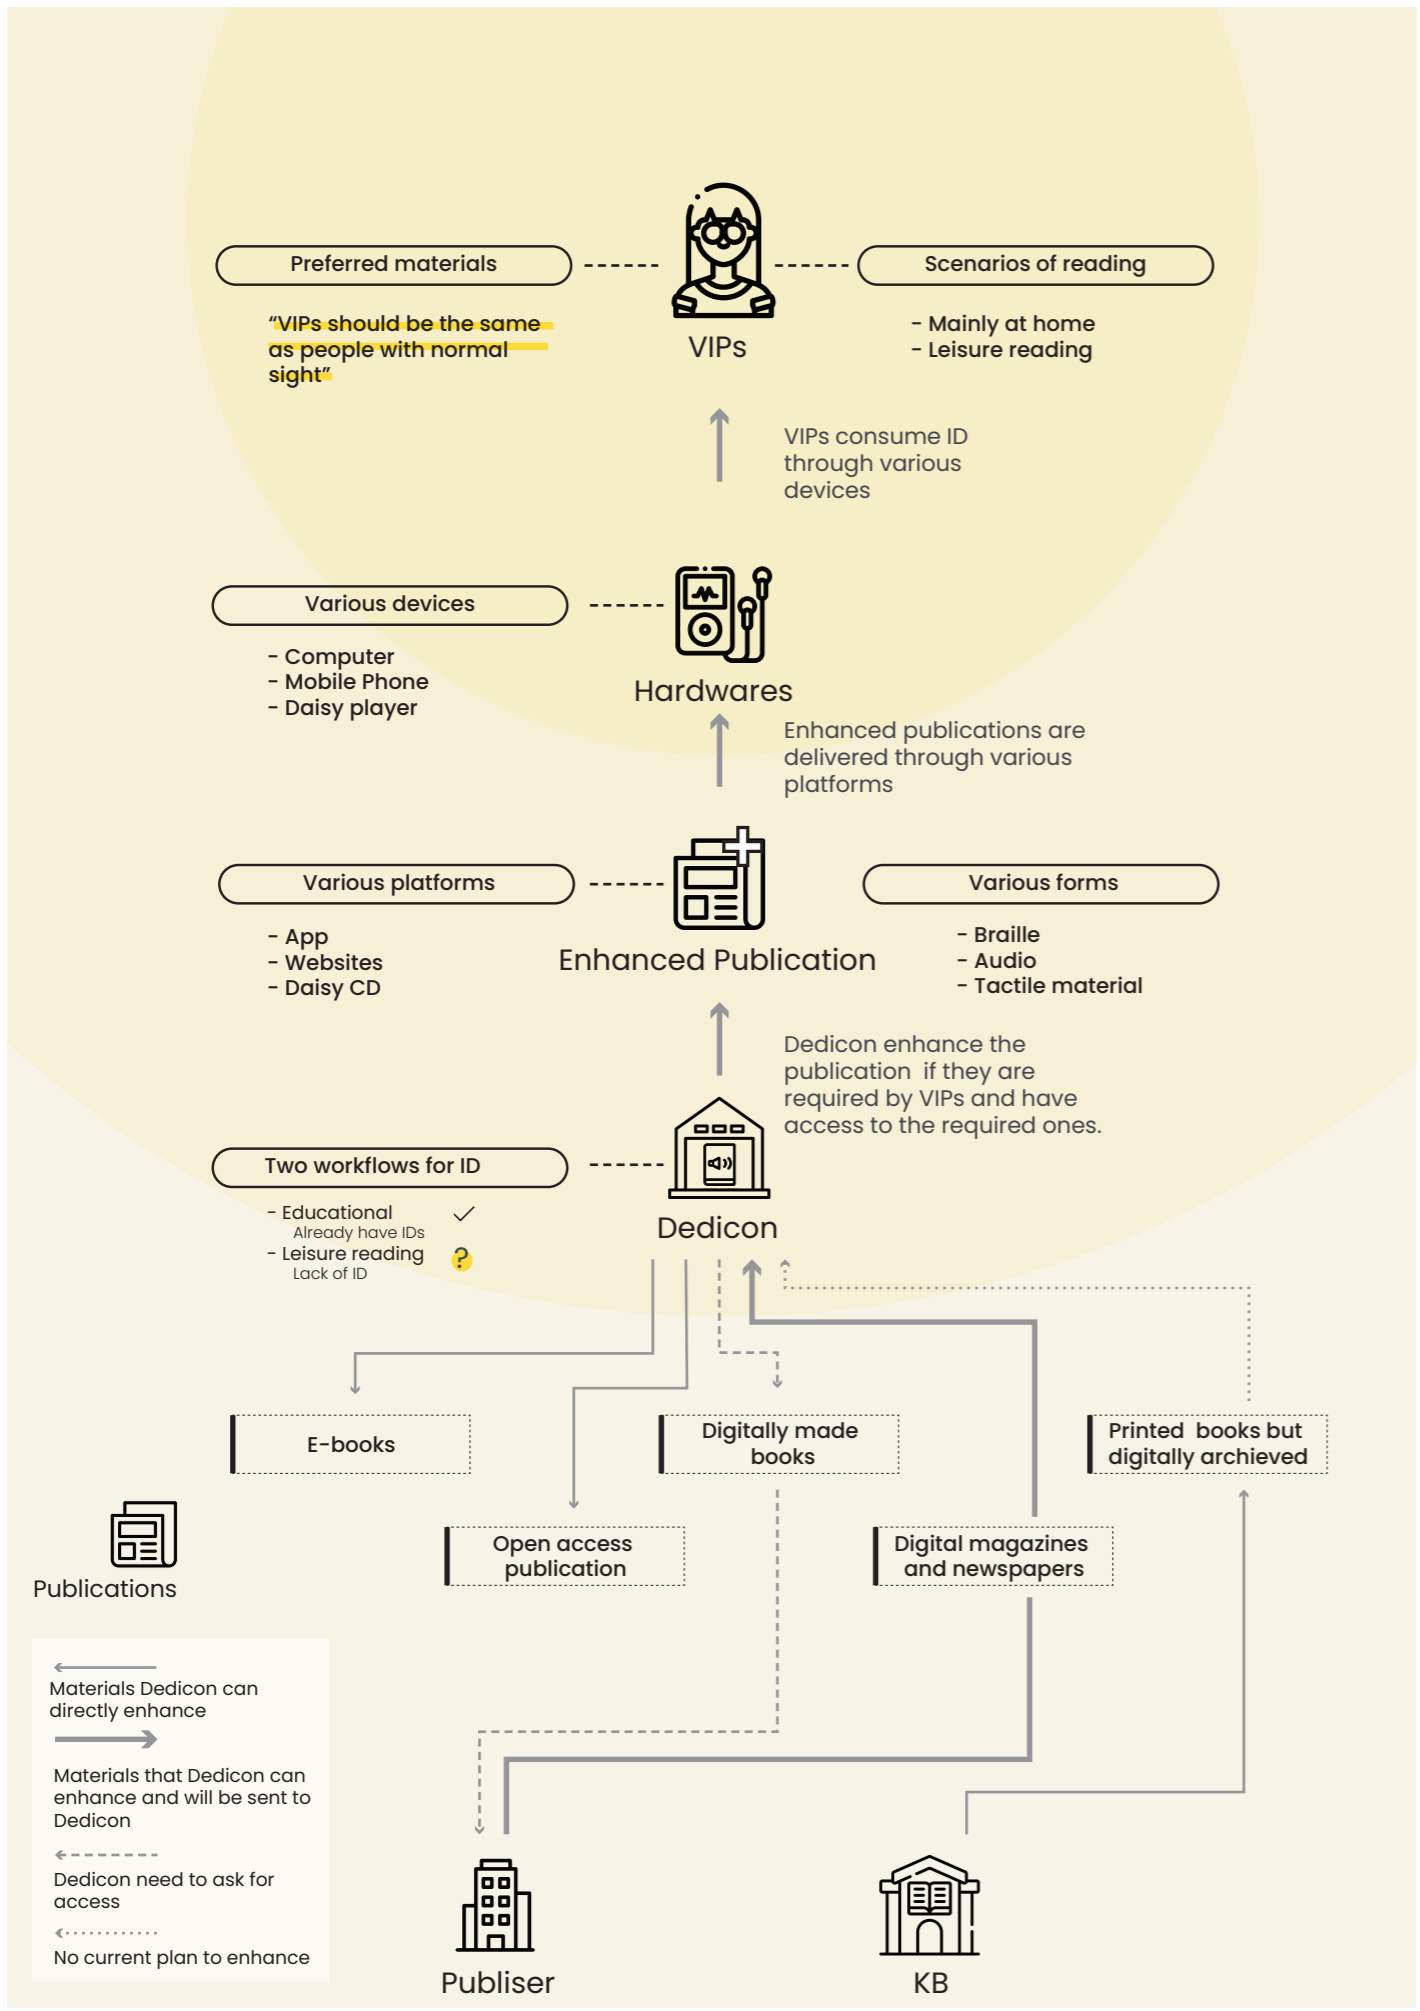 Preferred materials
Scenarios of reading
"VIPs should be the same
as people with normal
sight"
- Mainly at home
- Leisure reading
VIPs
VIPs consume ID
through various
devices
Various devices
- Computer
- Mobile Phone
- Daisy player
Hardwares
Enhanced publications are
delivered through various
platforms
Various platforms
- App
- Websites
- Daisy CD
Enhanced Publication
Various forms
- Braille
- Audio
- Tactile material
Dedicon enhance the
publication if they are
required by VIPs and have
access to the required ones.
Two workflows for ID
- Educational
Already have IDs
- Leisure reading
?
Lack of ID
Dedicon
E-books
Digitally made
books
Printed books but
digitally archieved
Open access
publication
Digital magazines
and newspapers
Publications
Materials Dedicon can
directly enhance
Materials that Dedicon can
enhance and will be sent to
Dedicon
Dedicon need to ask for
access
No current plan to enhance
Publiser
KB